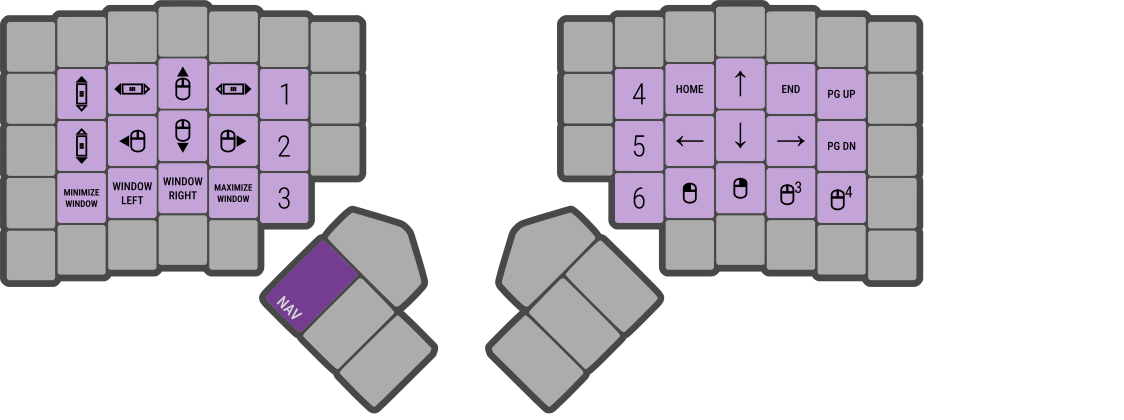 1
4
HOME
↑
END
PG UP
2
5
←
↓
→
PG DN
MINIMIZE
WINDOW
WINDOW
LEFT
WINDOW
RIGHT
MAXIMIZE
WINDOW
3
6
3
4
NAV